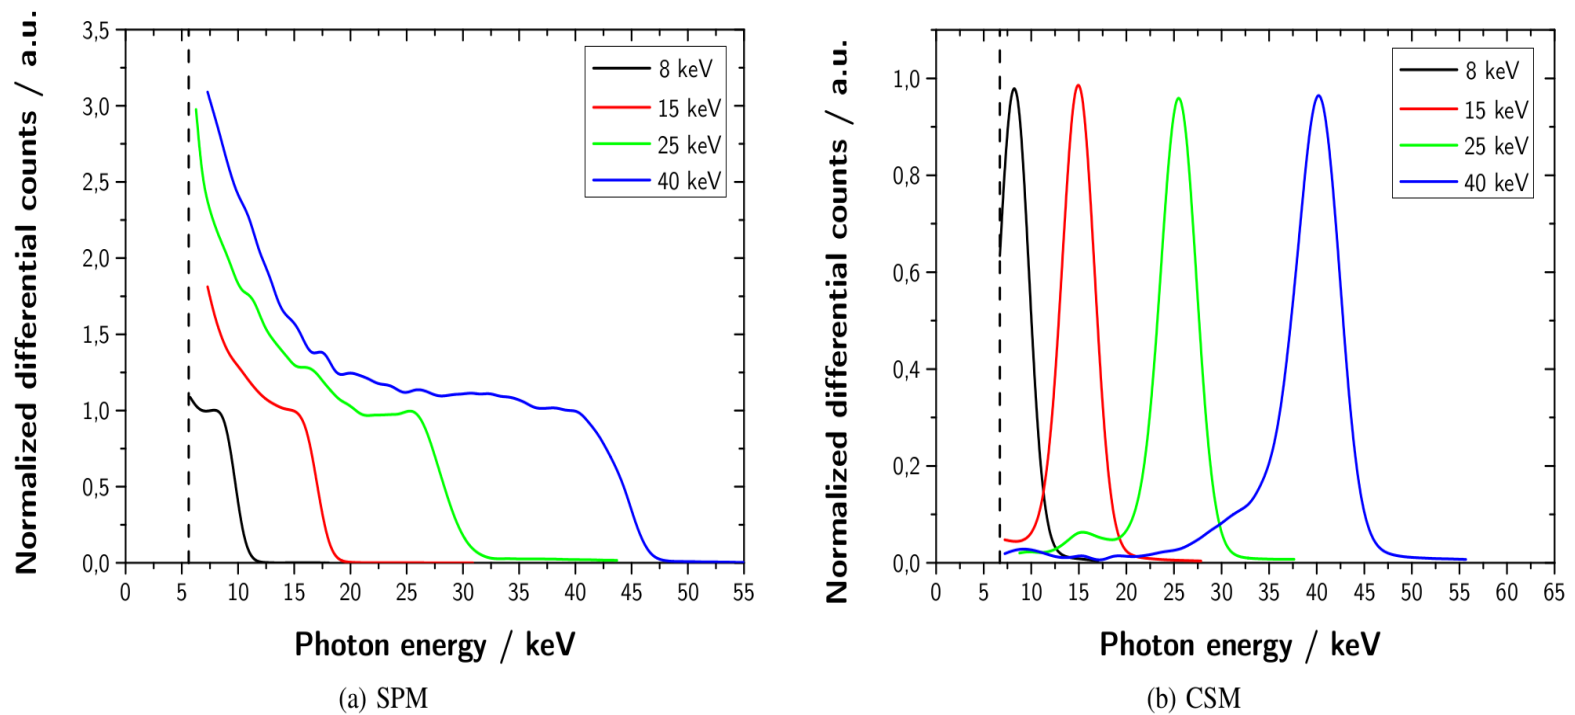 Normalized differential counts / a.u.
3,5
3,0
2,5
2,0
1,5
1,0
0,5
0,0
0 5 10 15 20 25 30 35 40 45 50 55
Photon energy / keV
8 keV
15 keV
25 keV
40 keV
(a) SPM
Normalized differential counts / a.u.
1,0
0,8
0,6
0,4
0,2
0,0
0 5 10 15 20 25 30 35 40 45 50 55 60 65
Photon energy / keV
8 keV
15 keV
25 keV
40 keV
(b) CSM